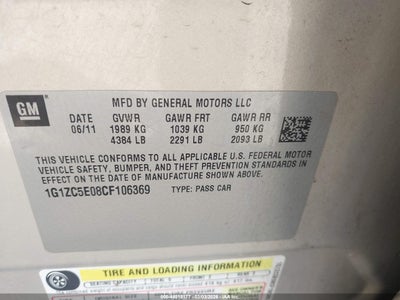 GM
MFD BY GENERAL MOTORS LLC
DATE GVWR GAWR FRT GAWR RR
06/11 1989 KG 1039 KG 950 KG
4384 LB 2291 LB 2093 LB
THIS VEHICLE CONFORMS TO ALL APPLICABLE U.S. FEDERAL MOTOR
VEHICLE SAFETY, BUMPER, AND THEFT PREVENTION STANDARDS IN
EFFECT ON THE DATE OF MANUFACTURE SHOWN ABOVE.
1G1ZC5E08CF106369 TYPE: PASS CAR
TIRE AND LOADING INFORMATION